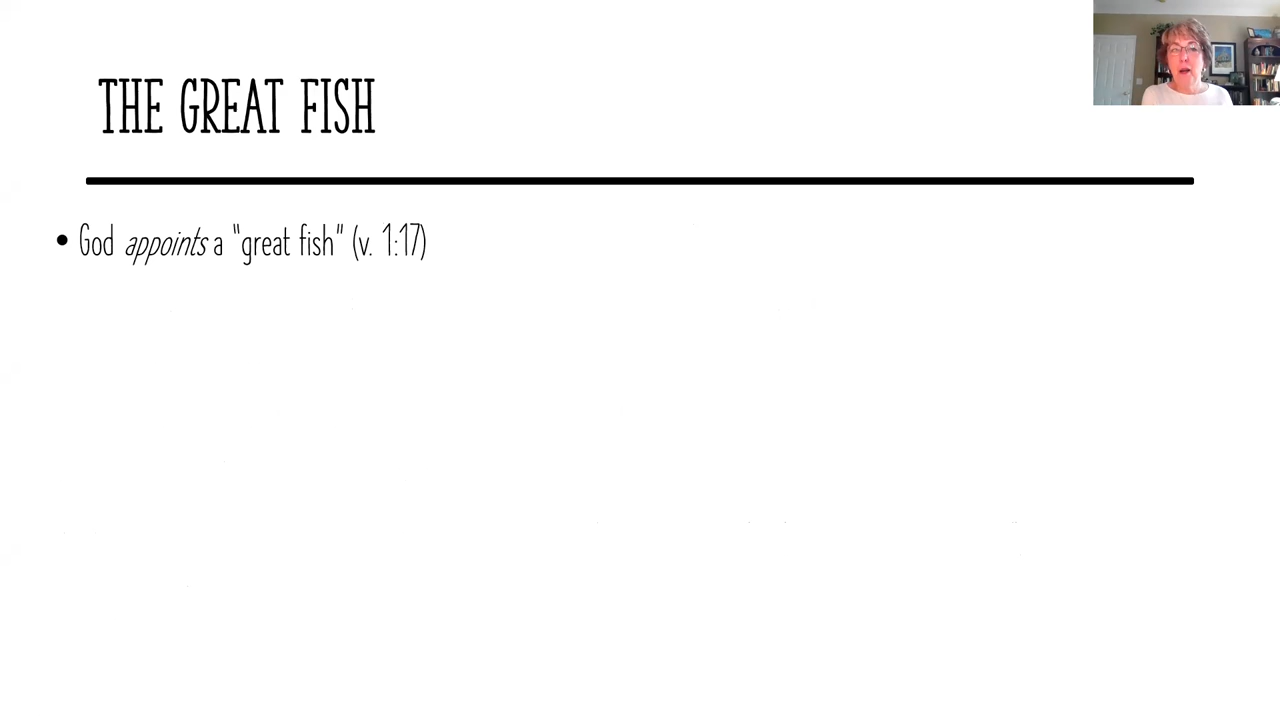 THE GREAT FISH
• God appoints a "great fish" (v. 1:17)